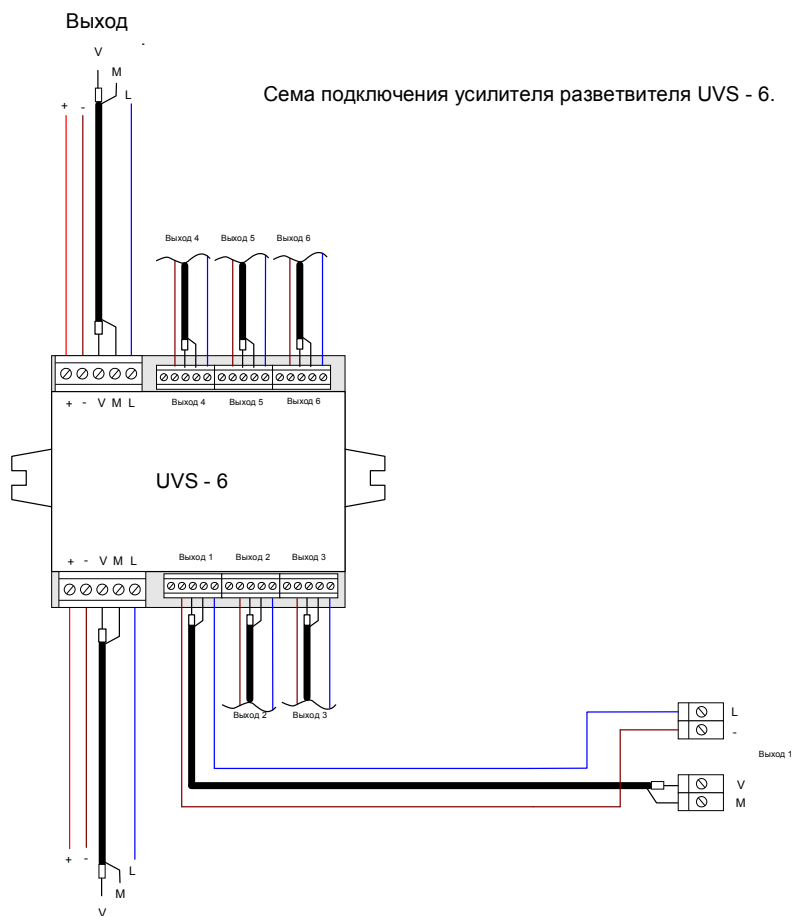 Выход
V
M
L
+ -
Сема подключения усилителя разветвителя UVS - 6.
Выход 4 Выход 5 Выход 6
+ - V M L
Выход 4 Выход 5 Выход 6
UVS - 6
+ - V M L
Выход 1 Выход 2 Выход 3
Выход 2 Выход 3
L
-
Выход 1
V
M
+ -
L
M
V